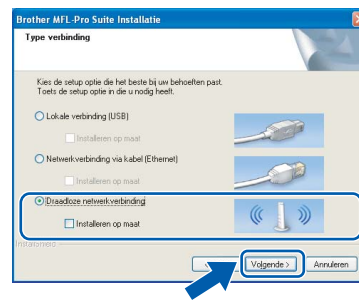 Brother MFL-Pro Suite Installatie
Type verbinding
Kies de setup optie die het beste bij uw behoeften past.
Toets de setup optie in die u nodig heeft.
Lokale verbinding (USB)
Installeren op maat
Netwerkverbinding via kabel (Ethernet)
Installeren op maat
Draadloze netwerkverbinding
Installeren op maat
InstallShield
Volgende > Annuleren